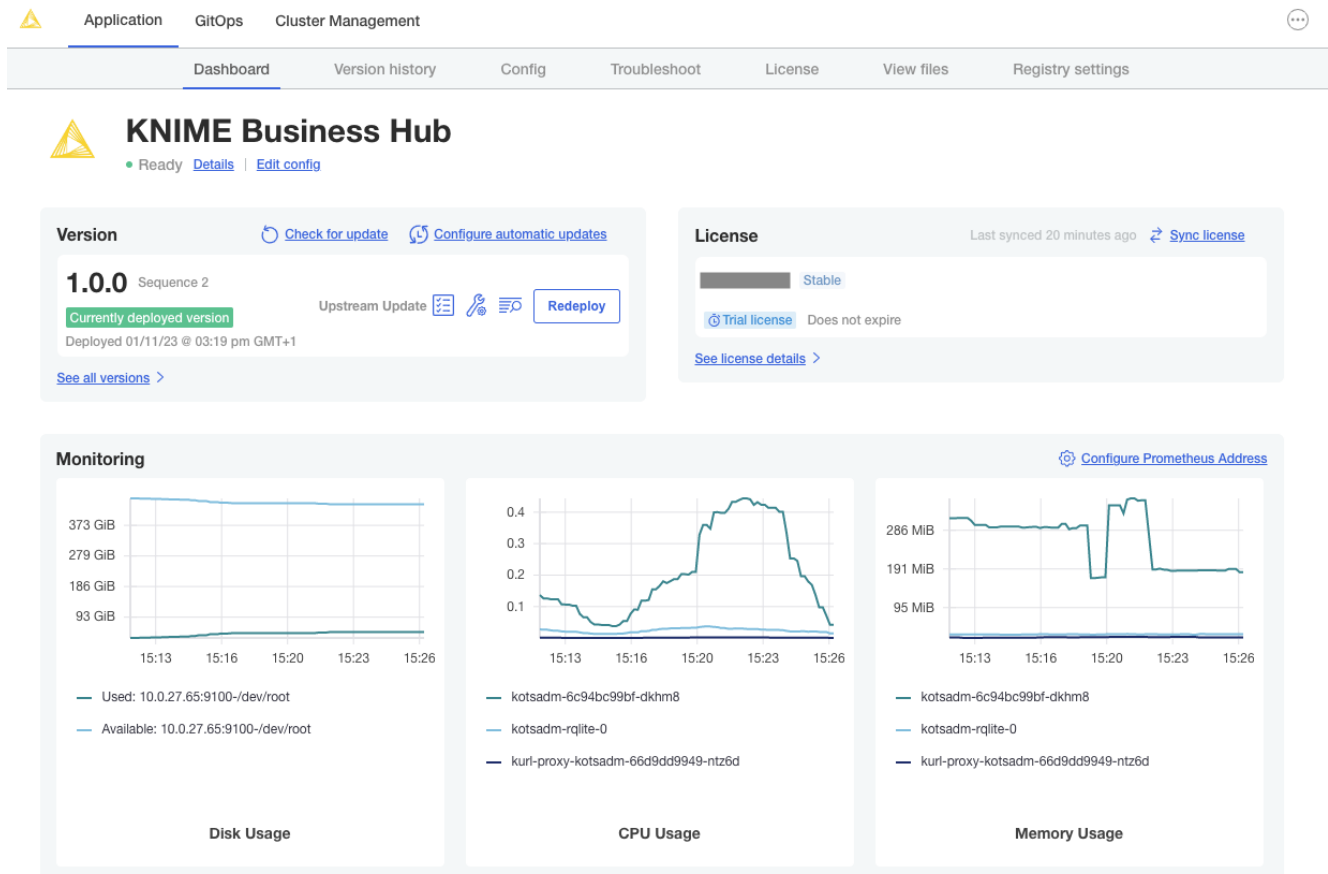 Application GitOps Cluster Management
Dashboard Version history Config Troubleshoot License View files Registry settings
KNIME Business Hub
Ready Details | Edit config
Version Check for update Configure automatic updates
1.0.0 Sequence 2
Currently deployed version
Deployed 01/11/23 @ 03:19 pm GMT+1
Upstream Update Redeploy
See all versions >
License Last synced 20 minutes ago Sync license
Stable
Trial license Does not expire
See license details >
Monitoring Configure Prometheus Address
373 GiB
279 GiB
186 GiB
93 GiB
15:13 15:16 15:20 15:23 15:26
Used: 10.0.27.65:9100-/dev/root
Available: 10.0.27.65:9100-/dev/root
Disk Usage
0.4
0.3
0.2
0.1
15:13 15:16 15:20 15:23 15:26
kotsadm-6c94bc99bf-dkhm8
kotsadm-rqlite-0
kurl-proxy-kotsadm-66d9dd9949-ntz6d
CPU Usage
286 MiB
191 MiB
95 MiB
15:13 15:16 15:20 15:23 15:26
kotsadm-6c94bc99bf-dkhm8
kotsadm-rqlite-0
kurl-proxy-kotsadm-66d9dd9949-ntz6d
Memory Usage